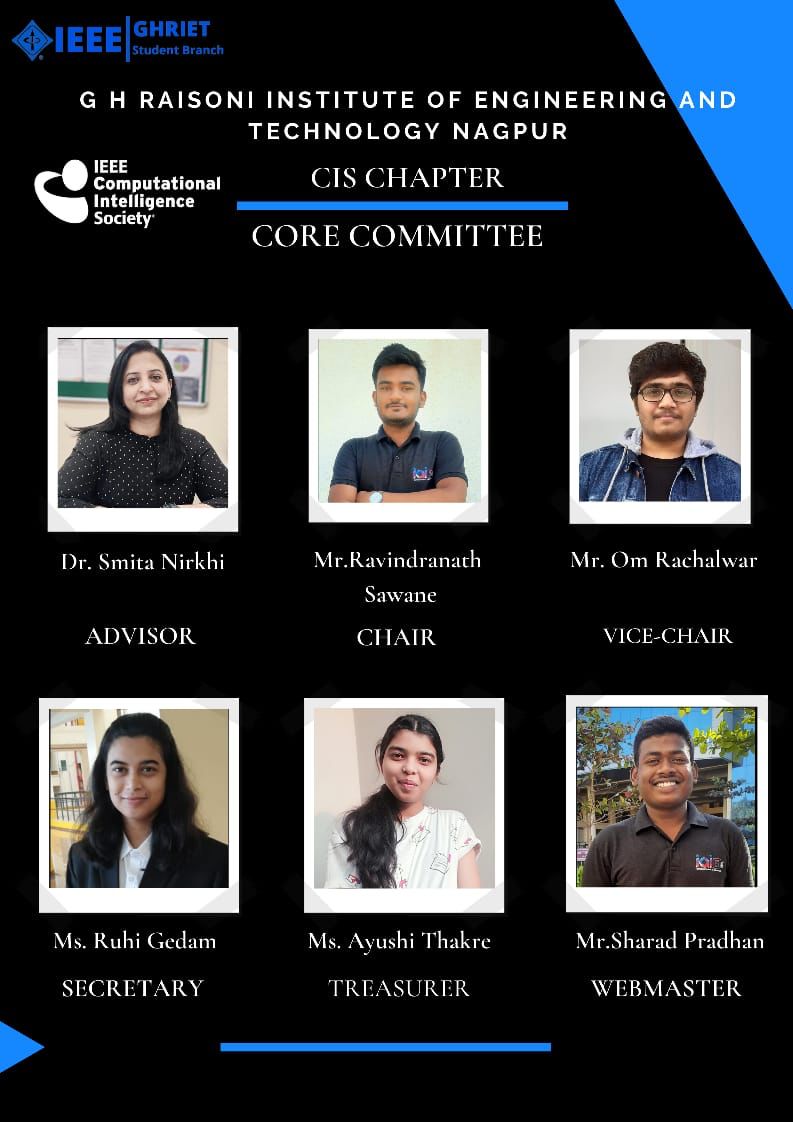 IEEE
GHRIET
Student Branch
G H RAISONI INSTITUTE OF ENGINEERING AND
TECHNOLOGY NAGPUR
IEEE
Computational
Intelligence
Society
CIS CHAPTER
CORE COMMITTEE
Dr. Smita Nirkhi
Mr.Ravindranath
Sawane
Mr. Om Rachalwar
ADVISOR
CHAIR
VICE-CHAIR
Ms. Ruhi Gedam
Ms. Ayushi Thakre
Mr.Sharad Pradhan
SECRETARY
TREASURER
WEBMASTER